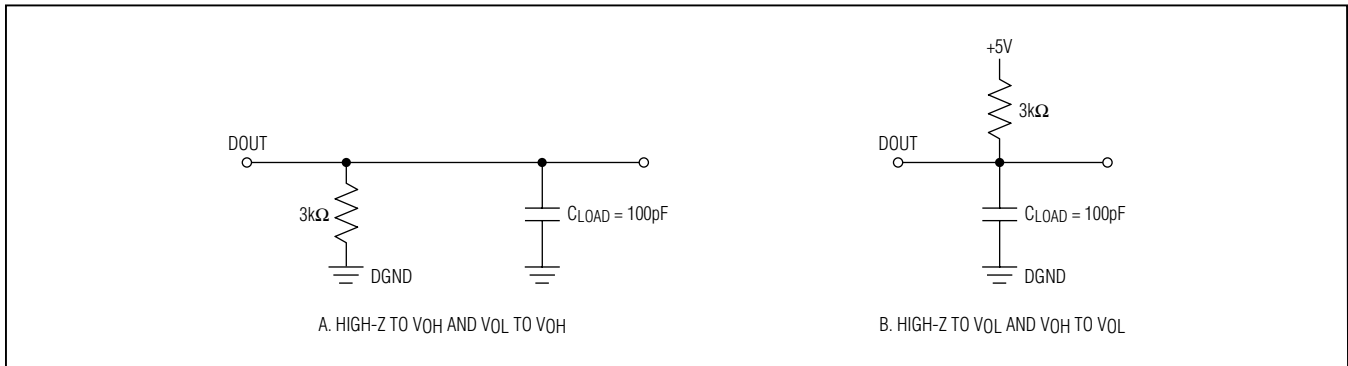 DOUT
3kΩ
CLOAD = 100pF
DGND
A. HIGH-Z TO VOH AND VOL TO VOH
+5V
3kΩ
DOUT
CLOAD = 100pF
DGND
B. HIGH-Z TO VOL AND VOH TO VOL